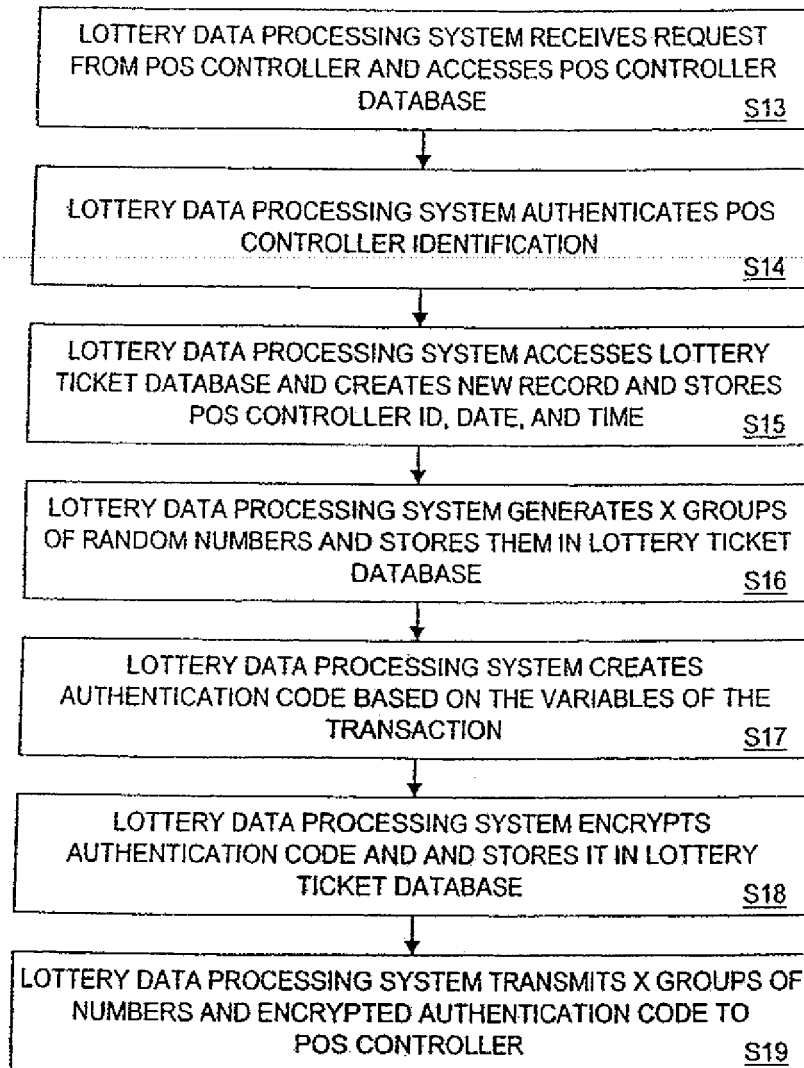 LOTTERY DATA PROCESSING SYSTEM RECEIVES REQUEST
FROM POS CONTROLLER AND ACCESSES POS CONTROLLER
DATABASE
S13
LOTTERY DATA PROCESSING SYSTEM AUTHENTICATES POS
CONTROLLER IDENTIFICATION
S14
LOTTERY DATA PROCESSING SYSTEM ACCESSES LOTTERY
TICKET DATABASE AND CREATES NEW RECORD AND STORES
POS CONTROLLER ID, DATE, AND TIME
S15
LOTTERY DATA PROCESSING SYSTEM GENERATES X GROUPS
OF RANDOM NUMBERS AND STORES THEM IN LOTTERY TICKET
DATABASE
S16
LOTTERY DATA PROCESSING SYSTEM CREATES
AUTHENTICATION CODE BASED ON THE VARIABLES OF THE
TRANSACTION
S17
LOTTERY DATA PROCESSING SYSTEM ENCRYPTS
AUTHENTICATION CODE AND AND STORES IT IN LOTTERY
TICKET DATABASE
S18
LOTTERY DATA PROCESSING SYSTEM TRANSMITS X GROUPS OF
NUMBERS AND ENCRYPTED AUTHENTICATION CODE TO
POS CONTROLLER
S19